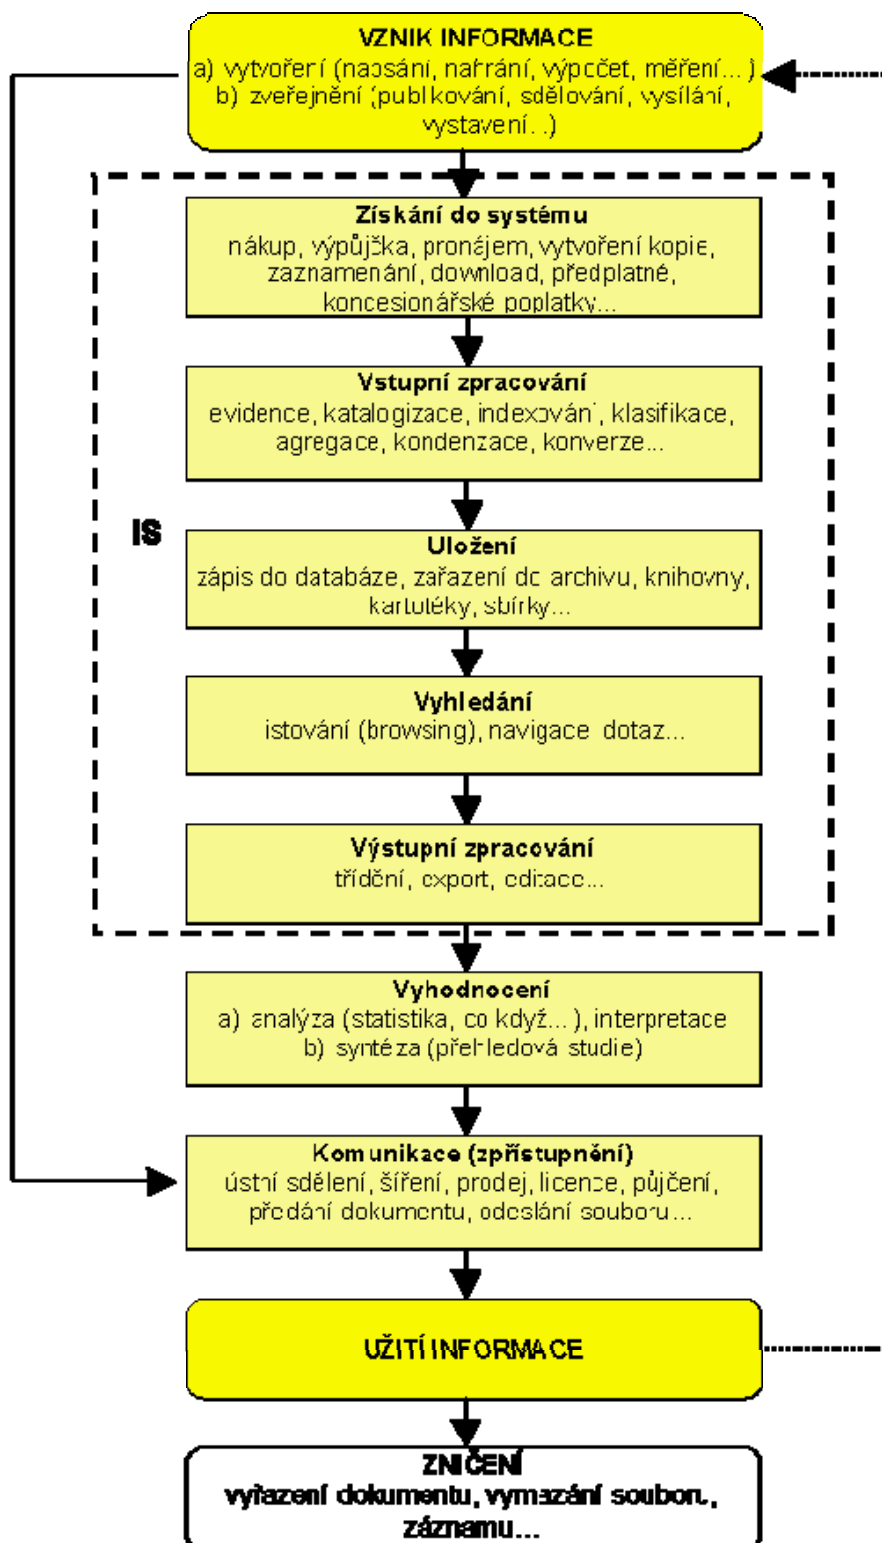 VZNIK INFORMACE
a) vytvoření (napsání, nahrání, výpočet, měření...)
b) zveřejnění (publikování, sdělování, vysílání,
vystavení...)
Získání do systému
nákup, výpůjčka, pronájem, vytvoření kopie,
zaznamenání, download, předplatné,
koncesionářské poplatky...
Vstupní zpracování
evidence, katalogizace, indexování, klasifikace,
agregace, kondenzace, konverze...
IS
Uložení
zápis do databáze, zařazení do archivu, knihovny,
kartotéky, sbírky...
Vyhledání
istování (browsing), navigace dotaz...
Výstupní zpracování
třídění, export, editace...
Vyhodnocení
a) analýza (statistika, co když...), interpretace
b) syntéza (přehledová studie)
Komunikace (zpřístupnění)
ústní sdělení, šíření, prodej, licence, půjčení,
předání dokumentu, odeslání souboru...
UŽITÍ INFORMACE
ZNIČENÍ
vyřazení dokumentu, vymazání souboru,
záznamu...